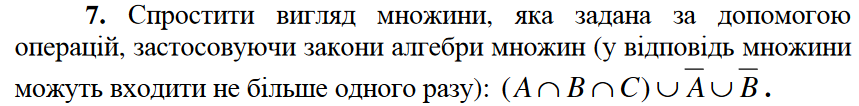 7. Спростити вигляд множини, яка задана за допомогою
операцій, застосовуючи закони алгебри множин (у відповідь множини
можуть входити не більше одного разу): (A ∩ B ∩ C) ∪ A̅ ∪ B̅ .